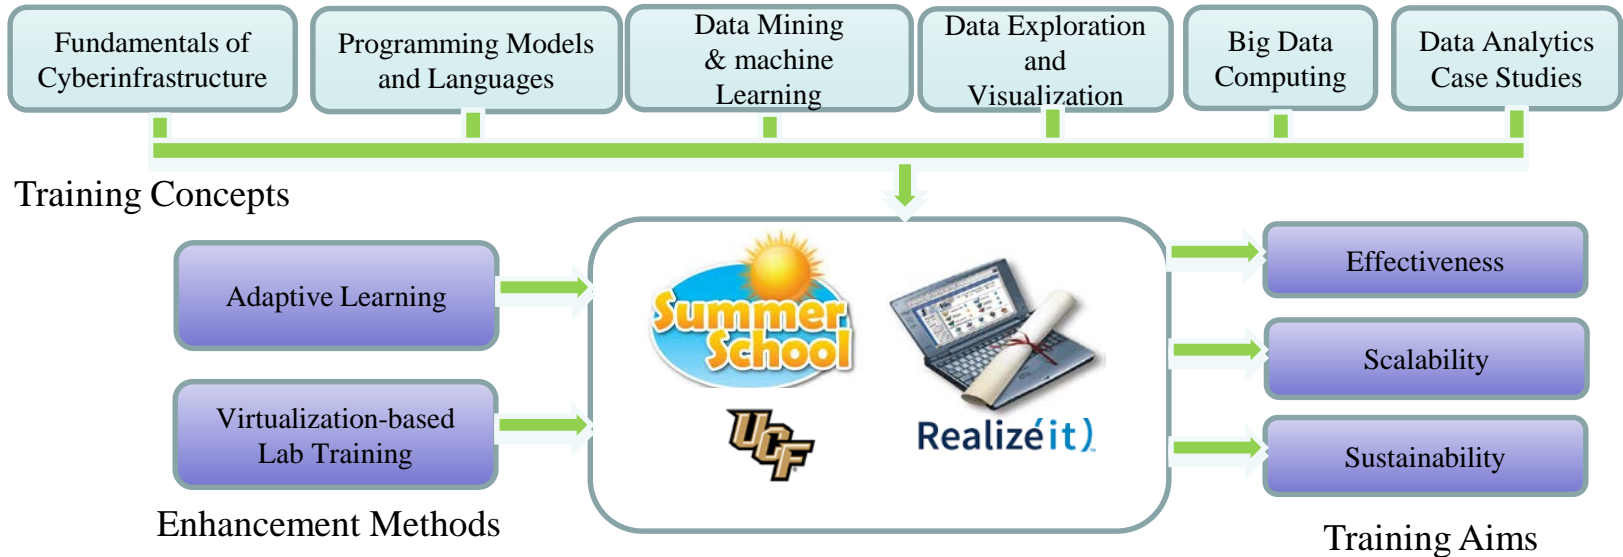 Fundamentals of
Cyberinfrastructure
Programming Models
and Languages
Data Mining
& machine
Learning
Data Exploration
and
Visualization
Big Data
Computing
Data Analytics
Case Studies
Training Concepts
Adaptive Learning
Virtualization-based
Lab Training
Enhancement Methods
Summer
School
UCF
Realizeít)
Effectiveness
Scalability
Sustainability
Training Aims